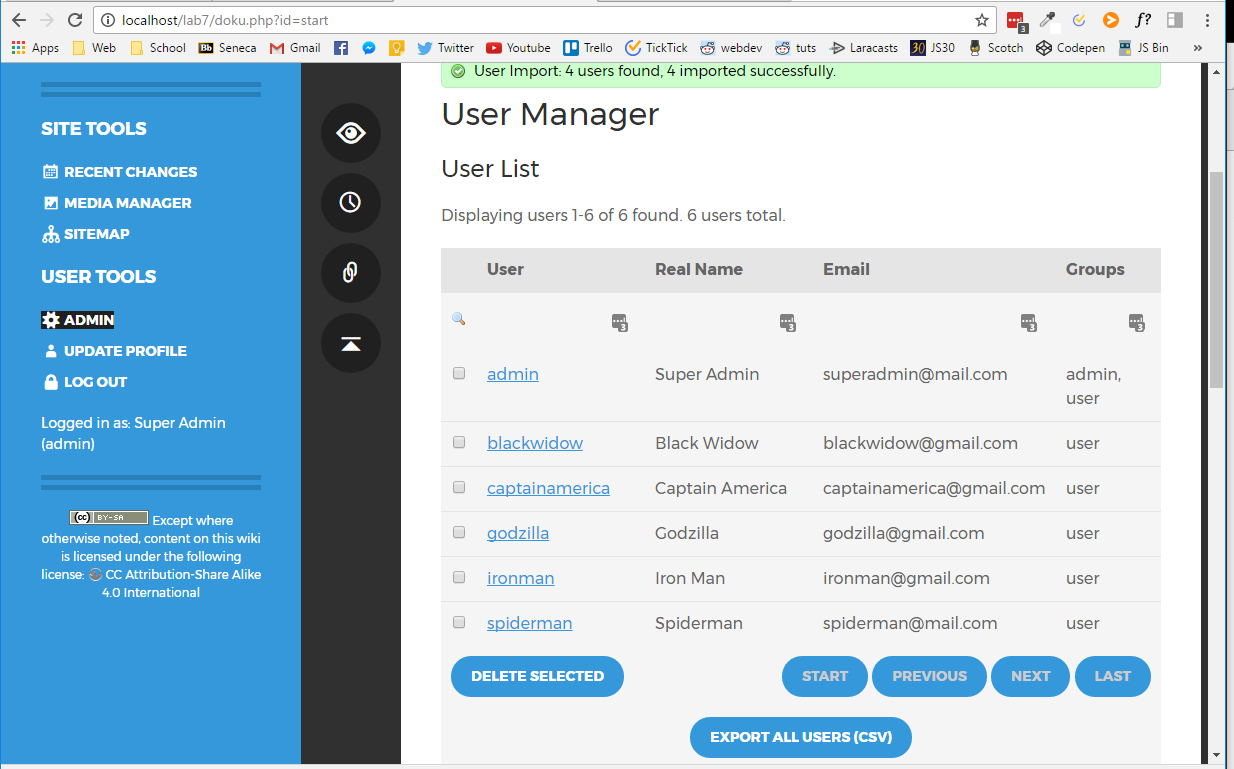 localhost/lab7/doku.php?id=start
3
f?
Apps Web School Bb Seneca Gmail Twitter Youtube Trello TickTick webdev tuts Laracasts 30 JS30 Scotch Codepen JS Bin »
User Import: 4 users found, 4 imported successfully.
SITE TOOLS
RECENT CHANGES
MEDIA MANAGER
SITEMAP
USER TOOLS
ADMIN
UPDATE PROFILE
LOG OUT
Logged in as: Super Admin
(admin)
(cc) BY-SA Except where
otherwise noted, content on this wiki
is licensed under the following
license: CC Attribution-Share Alike
4.0 International
User Manager
User List
Displaying users 1-6 of 6 found. 6 users total.
User Real Name Email Groups
3 3 3 3
admin Super Admin superadmin@mail.com admin,
user
blackwidow Black Widow blackwidow@gmail.com user
captainamerica Captain America captainamerica@gmail.com user
godzilla Godzilla godzilla@gmail.com user
ironman Iron Man ironman@gmail.com user
spiderman Spiderman spiderman@mail.com user
DELETE SELECTED START PREVIOUS NEXT LAST
EXPORT ALL USERS (CSV)